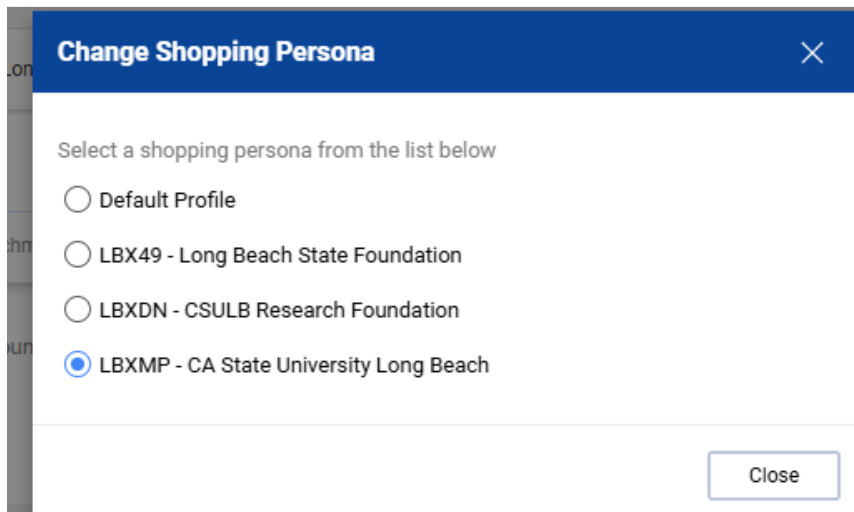 Change Shopping Persona
Select a shopping persona from the list below
Default Profile
LBX49 - Long Beach State Foundation
LBXDN - CSULB Research Foundation
LBXMP - CA State University Long Beach
Close